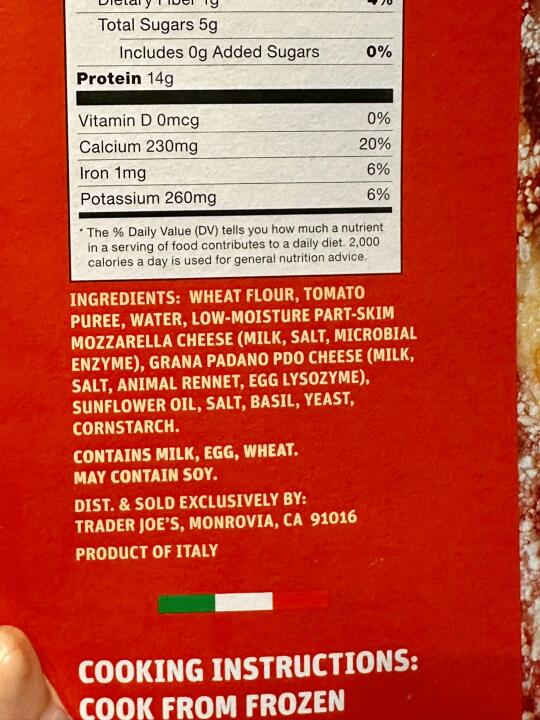 Dietary Fiber 1g 4%
Total Sugars 5g
Includes 0g Added Sugars 0%
Protein 14g
Vitamin D 0mcg 0%
Calcium 230mg 20%
Iron 1mg 6%
Potassium 260mg 6%
* The % Daily Value (DV) tells you how much a nutrient
in a serving of food contributes to a daily diet. 2,000
calories a day is used for general nutrition advice.
INGREDIENTS: WHEAT FLOUR, TOMATO
PUREE, WATER, LOW-MOISTURE PART-SKIM
MOZZARELLA CHEESE (MILK, SALT, MICROBIAL
ENZYME), GRANA PADANO PDO CHEESE (MILK,
SALT, ANIMAL RENNET, EGG LYSOZYME),
SUNFLOWER OIL, SALT, BASIL, YEAST,
CORNSTARCH.
CONTAINS MILK, EGG, WHEAT.
MAY CONTAIN SOY.
DIST. & SOLD EXCLUSIVELY BY:
TRADER JOE'S, MONROVIA, CA 91016
PRODUCT OF ITALY
COOKING INSTRUCTIONS:
COOK FROM FROZEN